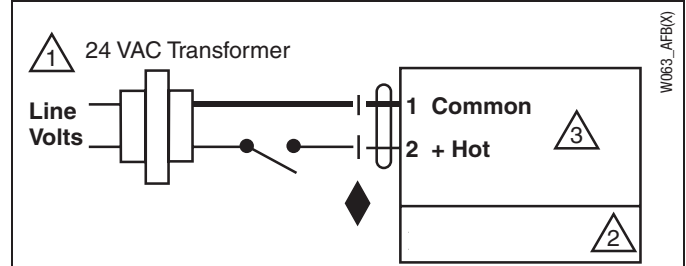 1 24 VAC Transformer
Line
Volts
1 Common
2 + Hot
3
2
W063_AFB(X)